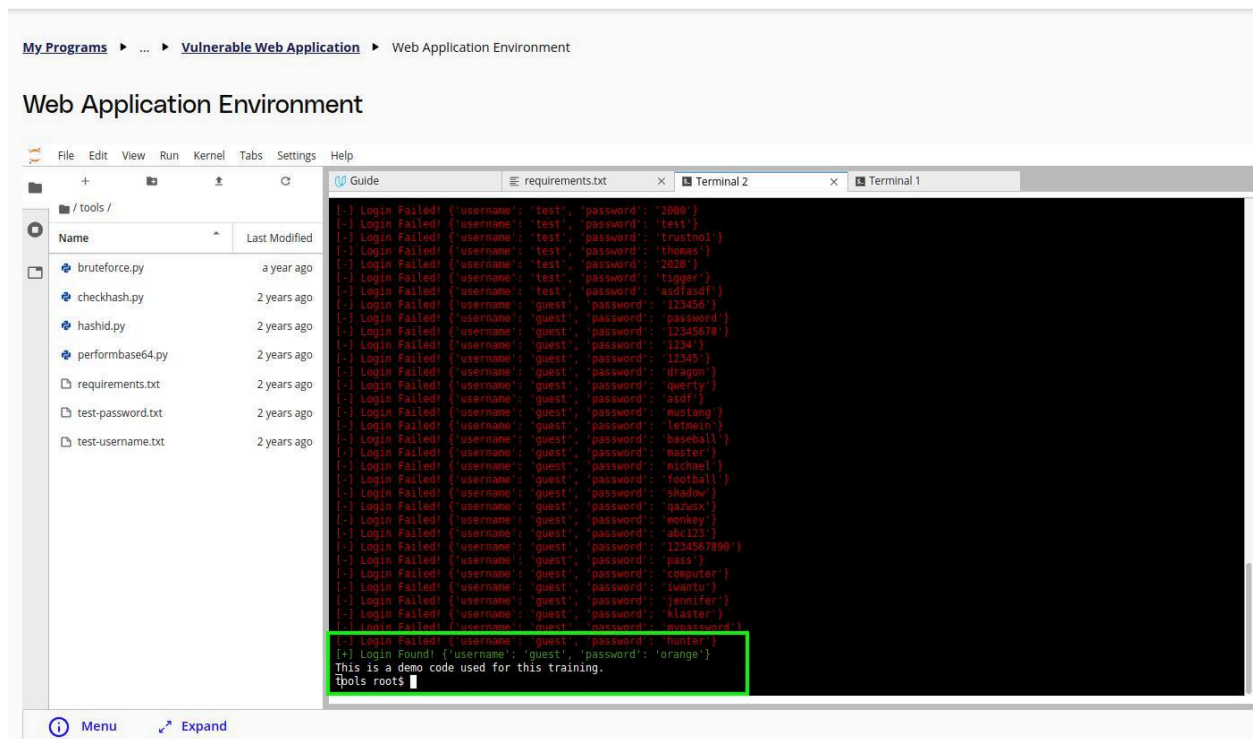 My Programs ▶ ... ▶ Vulnerable Web Application ▶ Web Application Environment
Web Application Environment
File Edit View Run Kernel Tabs Settings Help
Guide requirements.txt × Terminal 2 × Terminal 1
/ tools /
Name Last Modified
bruteforce.py a year ago
checkhash.py 2 years ago
hashid.py 2 years ago
performbase64.py 2 years ago
requirements.txt 2 years ago
test-password.txt 2 years ago
test-username.txt 2 years ago
[-] Login Failed! {'username': 'test', 'password': '2000'}
[-] Login Failed! {'username': 'test', 'password': 'test'}
[-] Login Failed! {'username': 'test', 'password': 'trustno1'}
[-] Login Failed! {'username': 'test', 'password': 'thomas'}
[-] Login Failed! {'username': 'test', 'password': '2020'}
[-] Login Failed! {'username': 'test', 'password': 'tigger'}
[-] Login Failed! {'username': 'test', 'password': 'asdfasdf'}
[-] Login Failed! {'username': 'guest', 'password': '123456'}
[-] Login Failed! {'username': 'guest', 'password': 'password'}
[-] Login Failed! {'username': 'guest', 'password': '12345678'}
[-] Login Failed! {'username': 'guest', 'password': '1234'}
[-] Login Failed! {'username': 'guest', 'password': '12345'}
[-] Login Failed! {'username': 'guest', 'password': 'dragon'}
[-] Login Failed! {'username': 'guest', 'password': 'qwerty'}
[-] Login Failed! {'username': 'guest', 'password': 'asdf'}
[-] Login Failed! {'username': 'guest', 'password': 'mustang'}
[-] Login Failed! {'username': 'guest', 'password': 'letmein'}
[-] Login Failed! {'username': 'guest', 'password': 'baseball'}
[-] Login Failed! {'username': 'guest', 'password': 'master'}
[-] Login Failed! {'username': 'guest', 'password': 'michael'}
[-] Login Failed! {'username': 'guest', 'password': 'football'}
[-] Login Failed! {'username': 'guest', 'password': 'shadow'}
[-] Login Failed! {'username': 'guest', 'password': 'qazwsx'}
[-] Login Failed! {'username': 'guest', 'password': 'monkey'}
[-] Login Failed! {'username': 'guest', 'password': 'abc123'}
[-] Login Failed! {'username': 'guest', 'password': '1234567890'}
[-] Login Failed! {'username': 'guest', 'password': 'pass'}
[-] Login Failed! {'username': 'guest', 'password': 'computer'}
[-] Login Failed! {'username': 'guest', 'password': 'iwantu'}
[-] Login Failed! {'username': 'guest', 'password': 'jennifer'}
[-] Login Failed! {'username': 'guest', 'password': 'klaster'}
[-] Login Failed! {'username': 'guest', 'password': 'mypassword'}
[-] Login Failed! {'username': 'guest', 'password': 'hunter'}
[+] Login Found! {'username': 'guest', 'password': 'orange'}
This is a demo code used for this training.
tools root$
Menu Expand